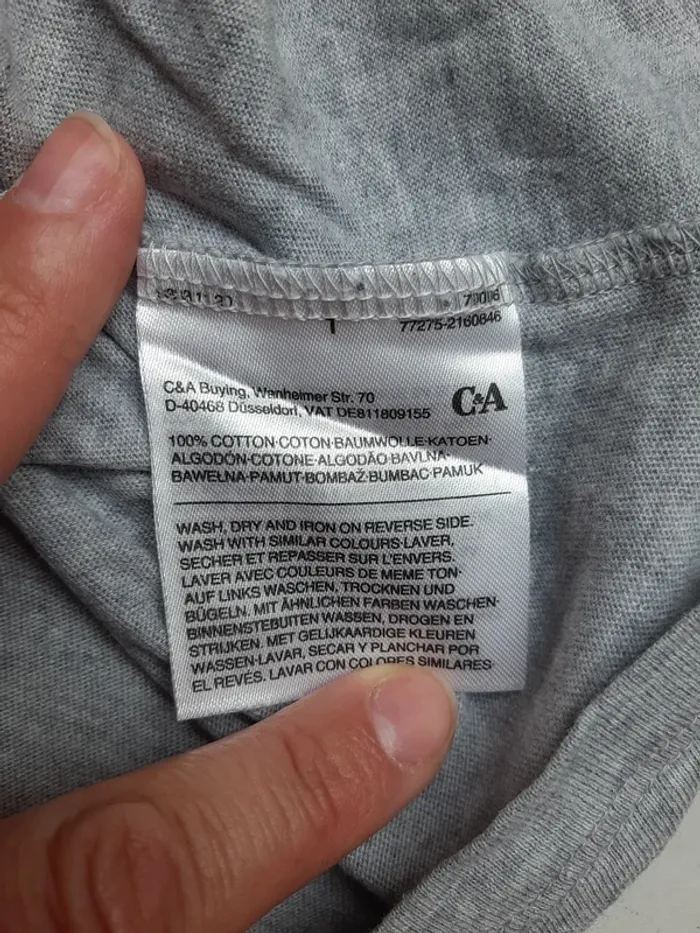 77275-2160846
C&A Buying, Wanheimer Str. 70
D-40468 Düsseldorf, VAT DE811809155
C&A
100% COTTON·COTON·BAUMWOLLE·KATOEN·
ALGODÓN·COTONE·ALGODÃO·BAVLNA·
BAWEŁNA·PAMUT·BOMBAŽ·BUMBAC·PAMUK
WASH, DRY AND IRON ON REVERSE SIDE.
WASH WITH SIMILAR COLOURS·LAVER,
SECHER ET REPASSER SUR L'ENVERS.
LAVER AVEC COULEURS DE MEME TON·
AUF LINKS WASCHEN, TROCKNEN UND
BÜGELN. MIT ÄHNLICHEN FARBEN WASCHEN·
BINNENSTEBUITEN WASSEN, DROGEN EN
STRIJKEN. MET GELIJKAARDIGE KLEUREN
WASSEN·LAVAR, SECAR Y PLANCHAR POR
EL REVÉS. LAVAR CON COLORES SIMILARES·